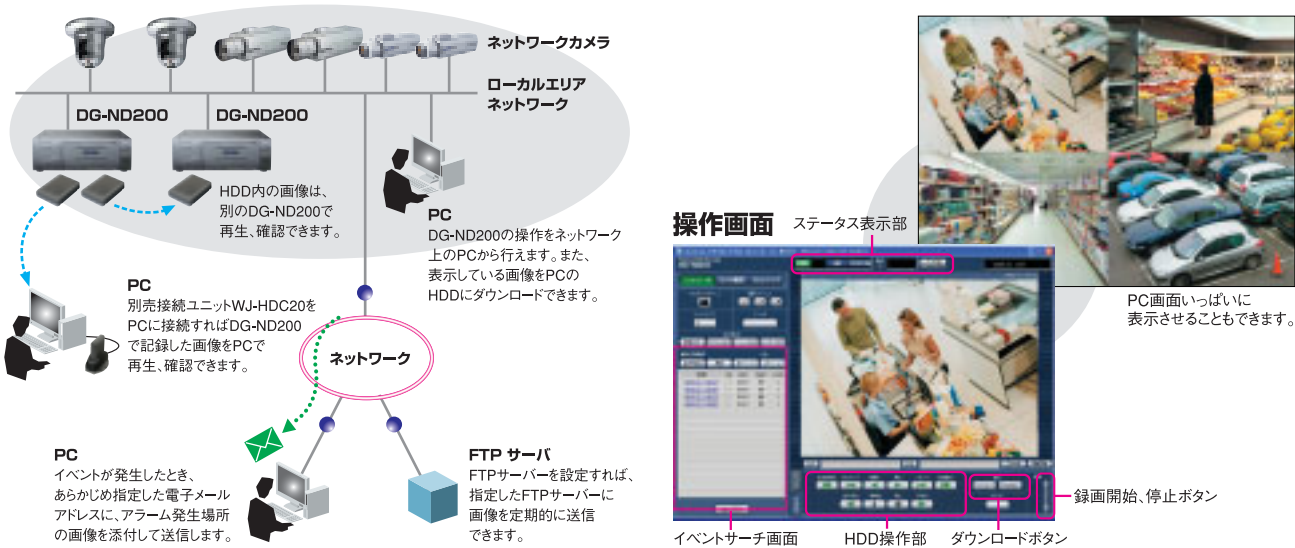 ネットワークカメラ
ローカルエリア
ネットワーク
DG-ND200
DG-ND200
HDD内の画像は、
別のDG-ND200で
再生、確認できます。
PC
DG-ND200の操作をネットワーク
上のPCから行えます。また、
表示している画像をPCの
HDDにダウンロードできます。
PC
別売接続ユニットWJ-HDC20を
PCに接続すればDG-ND200
で記録した画像をPCで
再生、確認できます。
ネットワーク
PC
イベントが発生したとき、
あらかじめ指定した電子メール
アドレスに、アラーム発生場所
の画像を添付して送信します。
FTP サーバ
FTPサーバーを設定すれば、
指定したFTPサーバーに
画像を定期的に送信
できます。
操作画面
ステータス表示部
PC画面いっぱいに
表示させることもできます。
録画開始、停止ボタン
イベントサーチ画面
HDD操作部
ダウンロードボタン